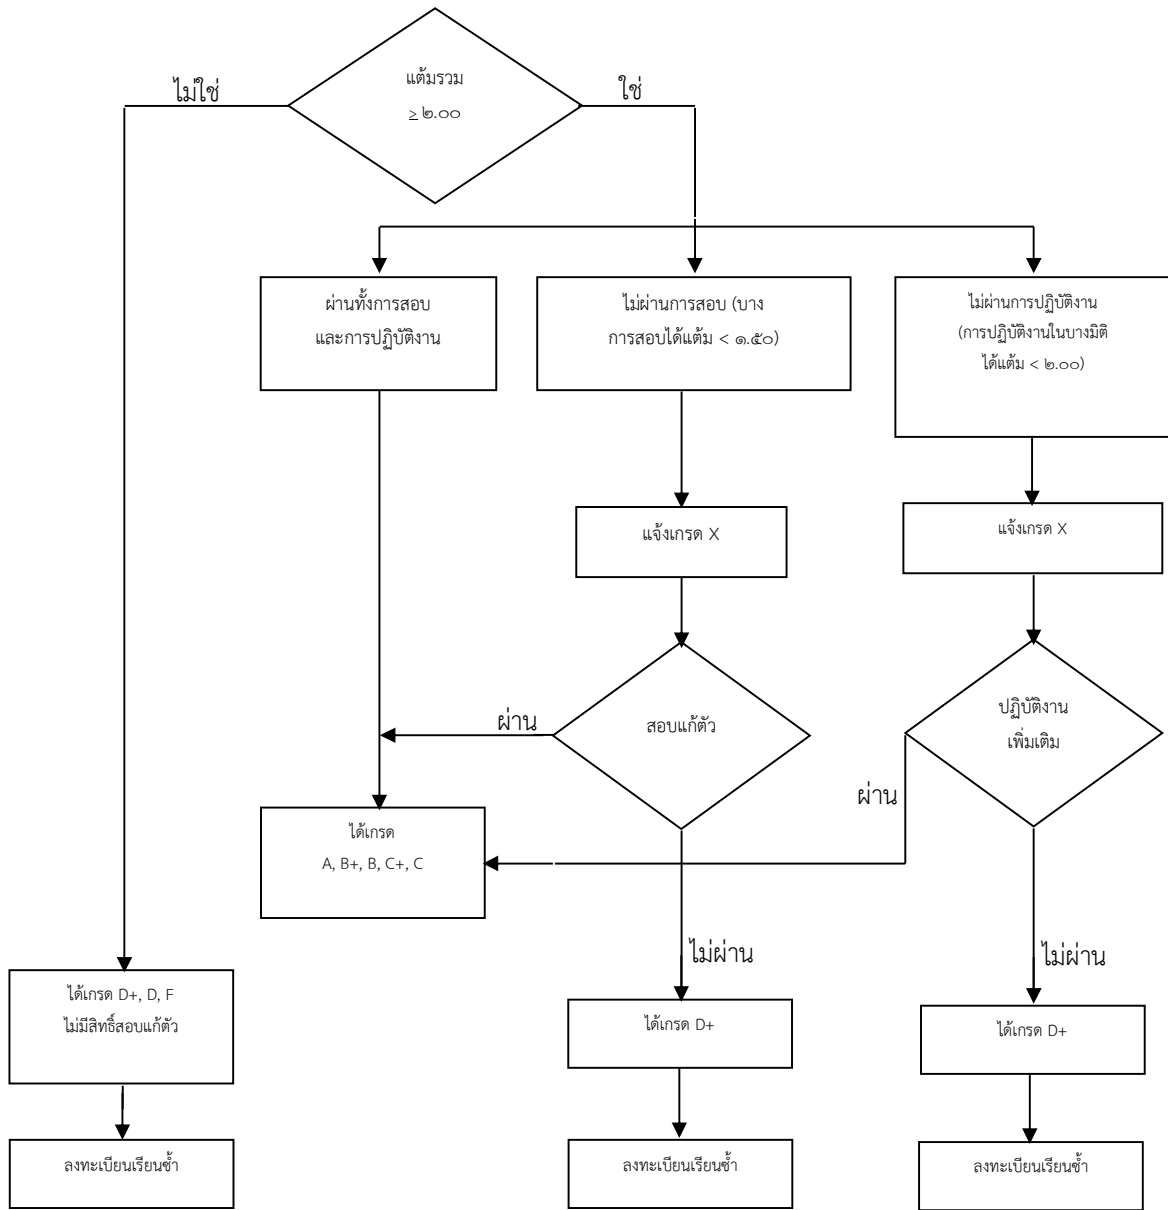 แต้มรวม
≥ ๒.๐๐
ไม่ใช่
ใช่
ผ่านทั้งการสอบ
และการปฏิบัติงาน
ไม่ผ่านการสอบ (บาง
การสอบได้แต้ม < ๑.๕๐)
ไม่ผ่านการปฏิบัติงาน
(การปฏิบัติงานในบางมิติ
ได้แต้ม < ๒.๐๐)
แจ้งเกรด X
แจ้งเกรด X
ผ่าน
สอบแก้ตัว
ปฏิบัติงาน
เพิ่มเติม
ผ่าน
ได้เกรด
A, B+, B, C+, C
ไม่ผ่าน
ไม่ผ่าน
ได้เกรด D+, D, F
ไม่มีสิทธิ์สอบแก้ตัว
ได้เกรด D+
ได้เกรด D+
ลงทะเบียนเรียนซ้ำ
ลงทะเบียนเรียนซ้ำ
ลงทะเบียนเรียนซ้ำ